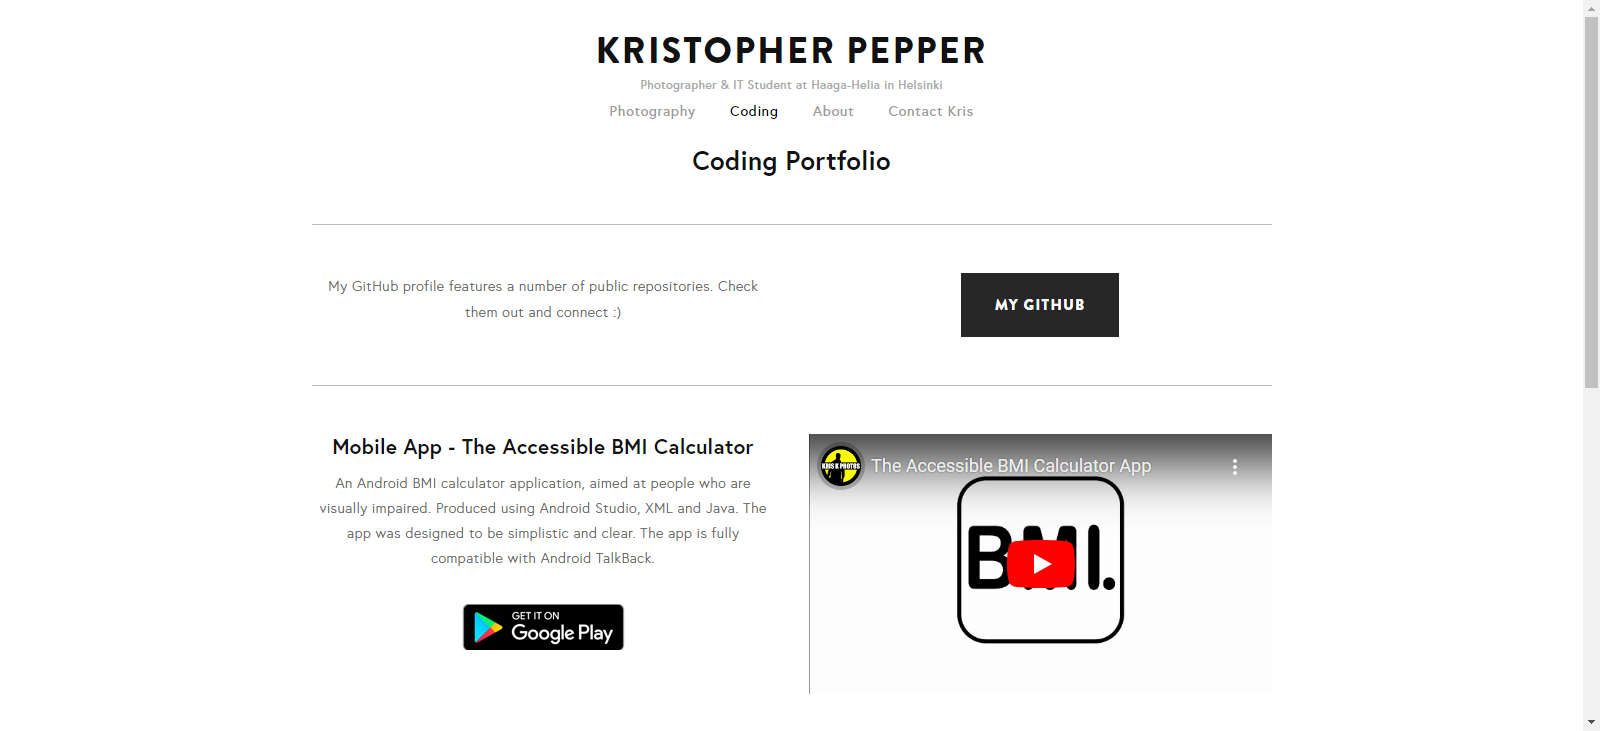 KRISTOPHER PEPPER
Photographer & IT Student at Haaga-Helia in Helsinki
Photography Coding About Contact Kris
Coding Portfolio
My GitHub profile features a number of public repositories. Check
them out and connect :)
MY GITHUB
Mobile App - The Accessible BMI Calculator
An Android BMI calculator application, aimed at people who are
visually impaired. Produced using Android Studio, XML and Java. The
app was designed to be simplistic and clear. The app is fully
compatible with Android TalkBack.
GET IT ON
Google Play
KRIS K PHOTOS
The Accessible BMI Calculator App
BMI.